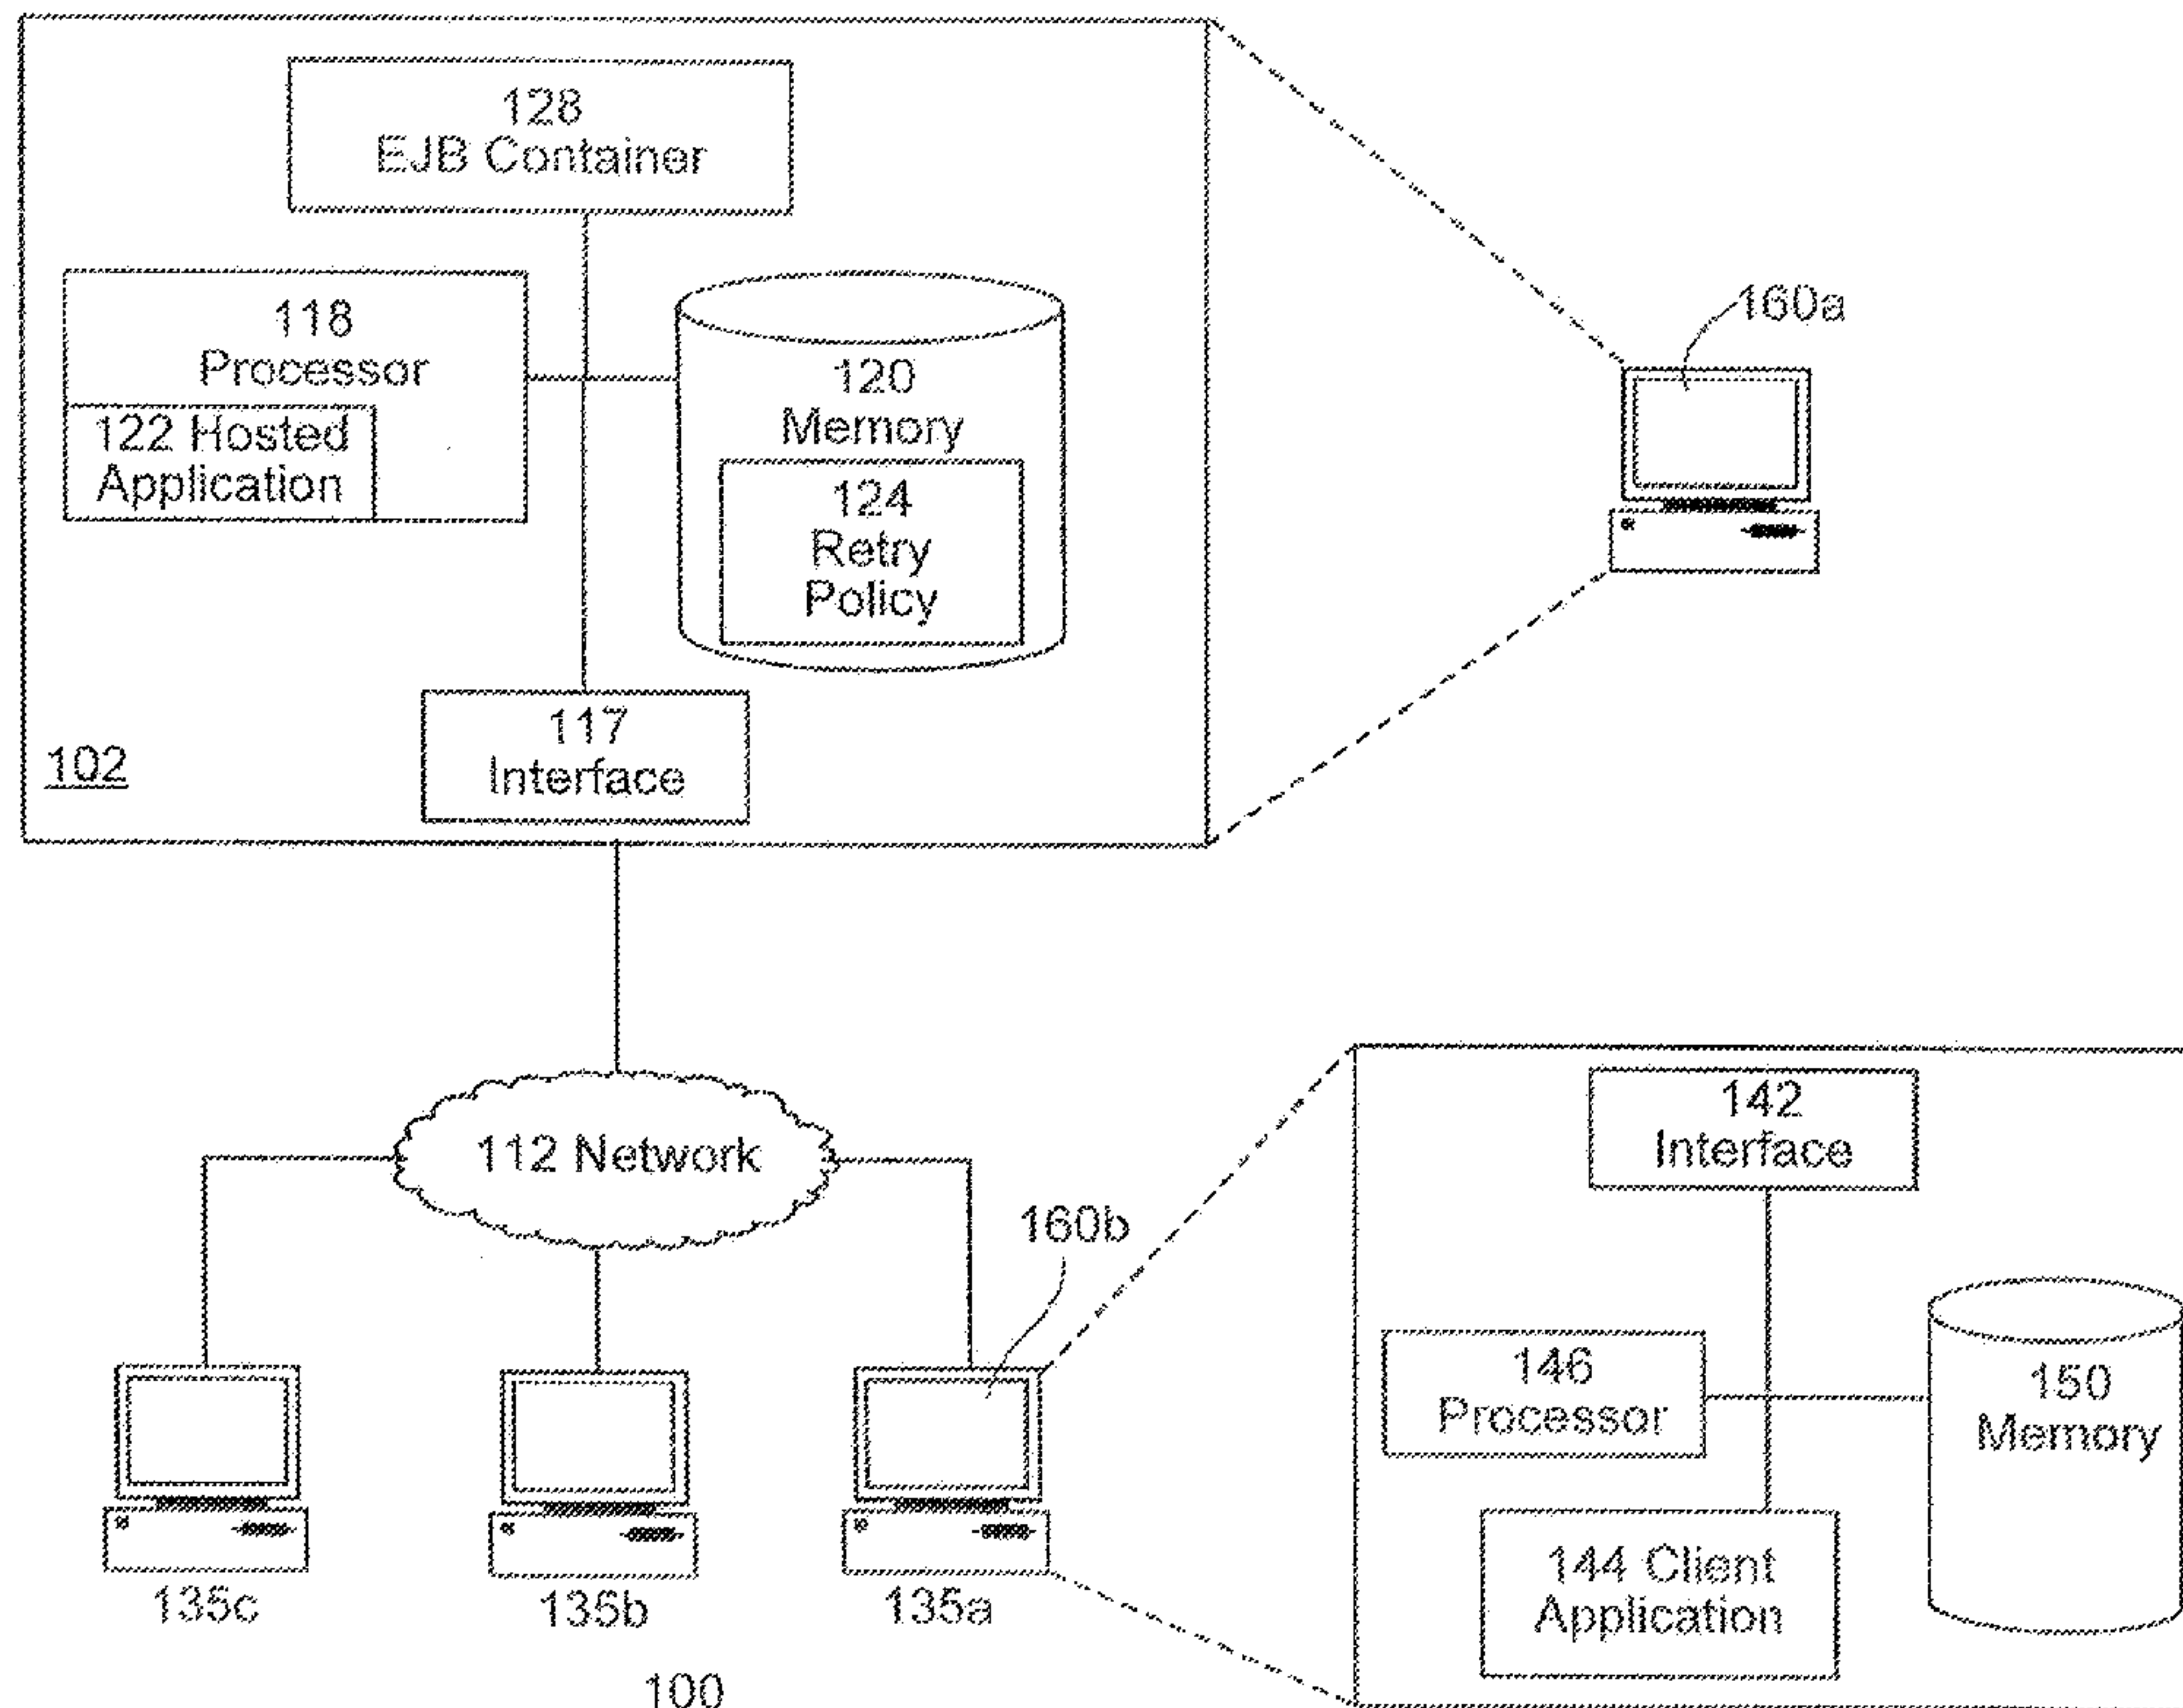 128
EJB Container
118
Processor
122 Hosted
Application
120
Memory
124
Retry
Policy
117
Interface
102
160a
112 Network
160b
135c
135b
135a
100
142
Interface
146
Processor
150
Memory
144 Client
Application